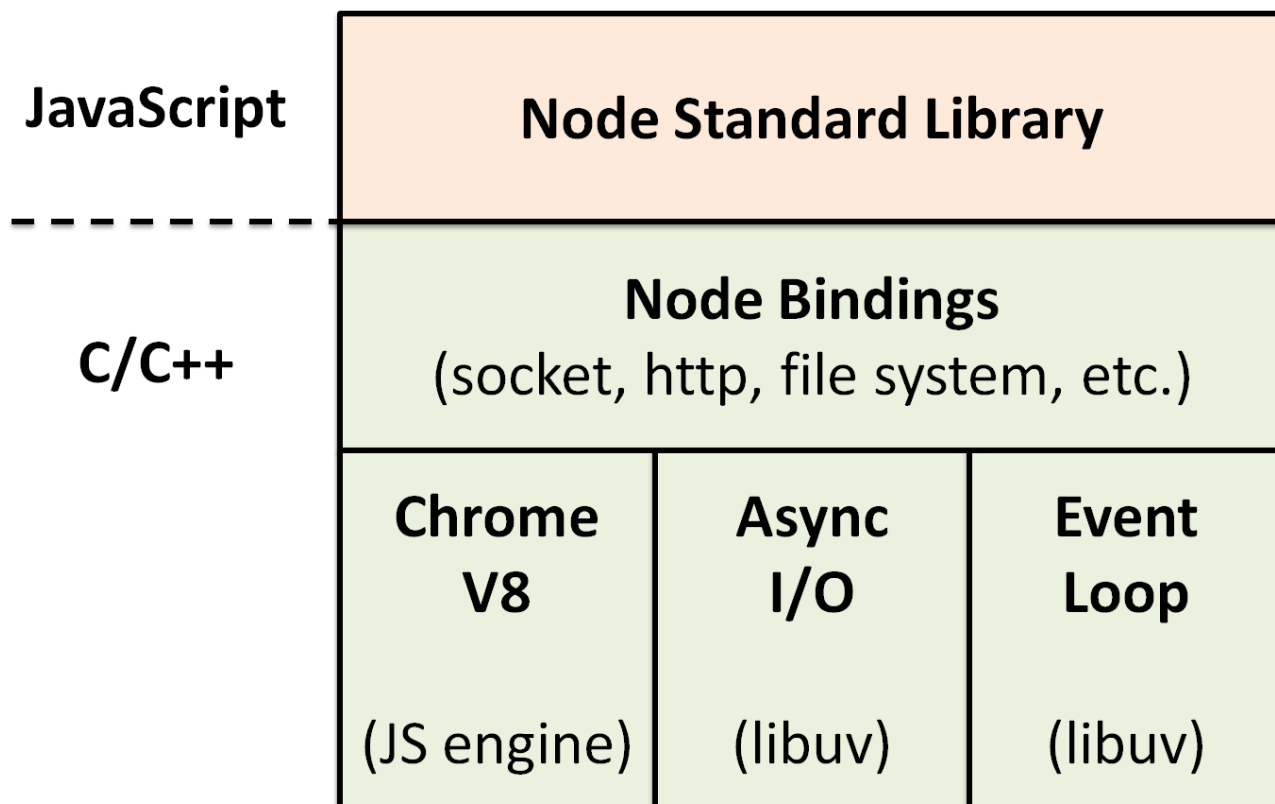 JavaScript
Node Standard Library
C/C++
Node Bindings
(socket, http, file system, etc.)
Chrome
V8
(JS engine)
Async
I/O
(libuv)
Event
Loop
(libuv)